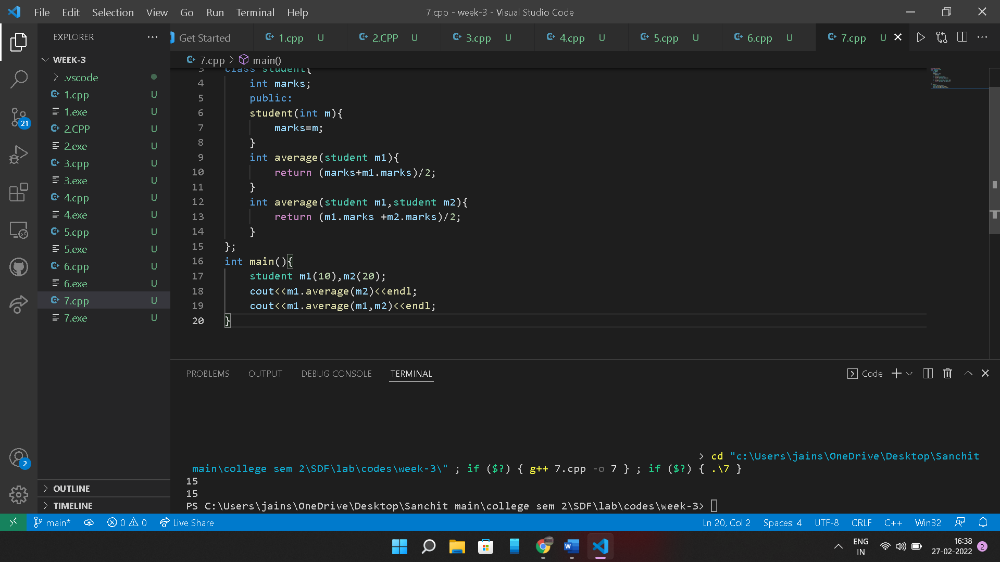 File Edit Selection View Go Run Terminal Help
7.cpp - week-3 - Visual Studio Code
EXPLORER
Get Started
1.cpp U
2.CPP U
3.cpp U
4.cpp U
5.cpp U
6.cpp U
7.cpp U
WEEK-3
.vscode
1.cpp U
1.exe U
2.CPP U
2.exe U
3.cpp U
3.exe U
4.cpp U
4.exe U
5.cpp U
5.exe U
6.cpp U
6.exe U
7.cpp U
7.exe U
OUTLINE
TIMELINE
21
2
7.cpp > main()
3 class student{
4 int marks;
5 public:
6 student(int m){
7 marks=m;
8 }
9 int average(student m1){
10 return (marks+m1.marks)/2;
11 }
12 int average(student m1,student m2){
13 return (m1.marks +m2.marks)/2;
14 }
15 };
16 int main(){
17 student m1(10),m2(20);
18 cout<<m1.average(m2)<<endl;
19 cout<<m1.average(m1,m2)<<endl;
20 }
PROBLEMS OUTPUT DEBUG CONSOLE TERMINAL
Code
> cd "c:\Users\jains\OneDrive\Desktop\Sanchit
main\college sem 2\SDF\lab\codes\week-3\" ; if ($?) { g++ 7.cpp -o 7 } ; if ($?) { .\7 }
15
15
PS C:\Users\jains\OneDrive\Desktop\Sanchit main\college sem 2\SDF\lab\codes\week-3>
main* 0 0 Live Share
Ln 20, Col 2 Spaces: 4 UTF-8 CRLF C++ Win32
ENG
IN
16:38
27-02-2022
2